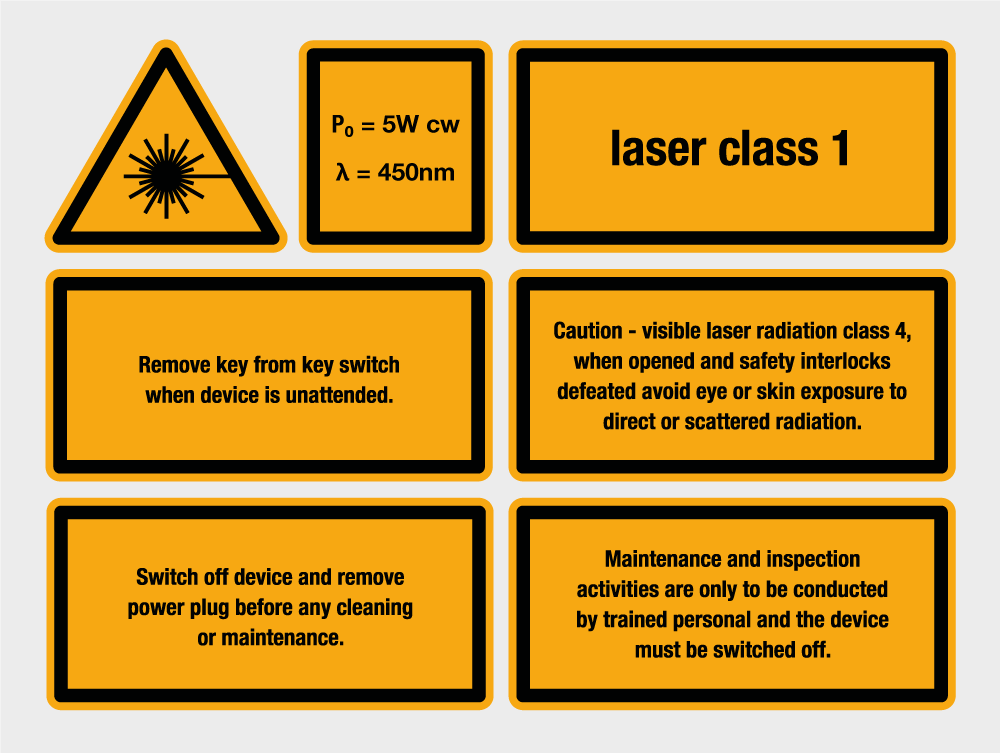 P₀ = 5W cw
λ = 450nm
laser class 1
Remove key from key switch
when device is unattended.
Caution - visible laser radiation class 4,
when opened and safety interlocks
defeated avoid eye or skin exposure to
direct or scattered radiation.
Switch off device and remove
power plug before any cleaning
or maintenance.
Maintenance and inspection
activities are only to be conducted
by trained personal and the device
must be switched off.